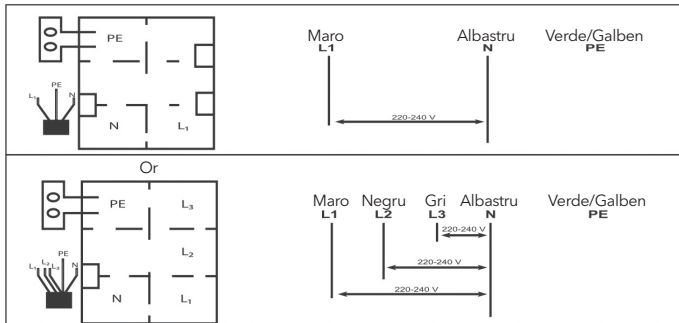 PE
L₁ PE N
N L₁
Maro Albastru Verde/Galben
L1 N PE
220-240 V
Or
PE L₃
L₂
L₁ L₂ L₃ PE N
N L₁
Maro Negru Gri Albastru Verde/Galben
L1 L2 L3 N PE
220-240 V
220-240 V
220-240 V